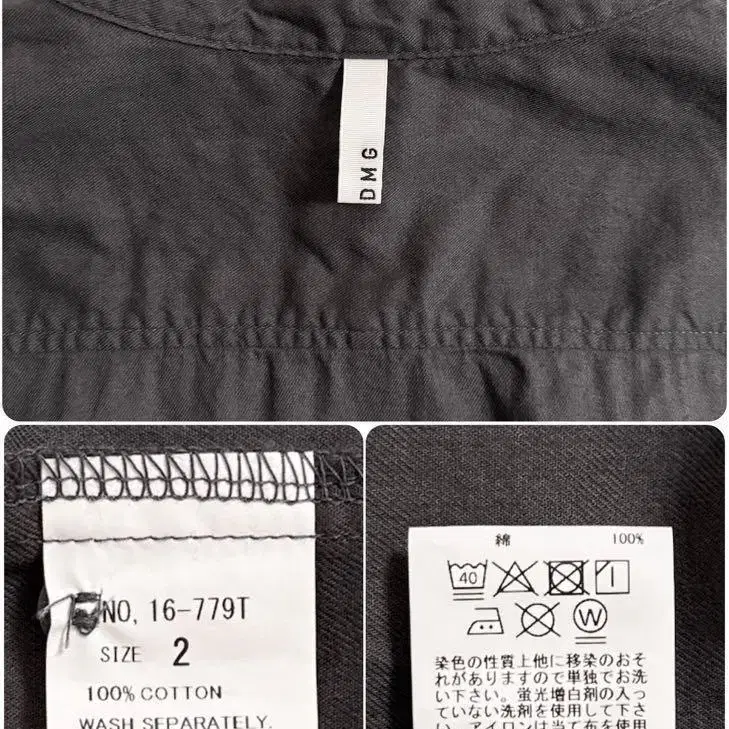 DMG
NO, 16-779T
SIZE 2
100% COTTON
WASH SEPARATELY.
綿 100%
40
W
染色の性質上他に移染のおそ
れがありますので単独でお洗
い下さい。蛍光増白剤の入っ
ていない洗剤を使用して下さ
い。アイロンは当て布を使用